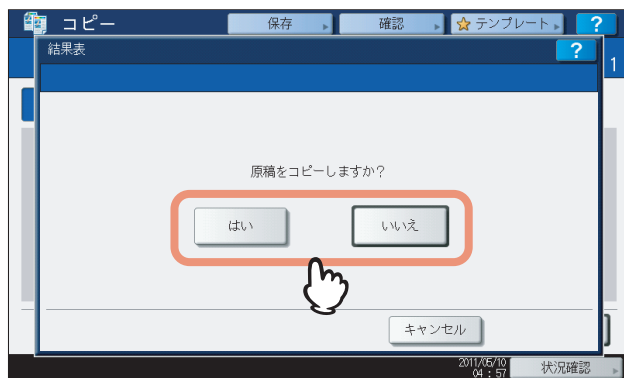 コピー
保存
確認
テンプレート
?
結果表
?
1
原稿をコピーしますか?
はい
いいえ
キャンセル
2011/05/10
04 : 57
状況確認